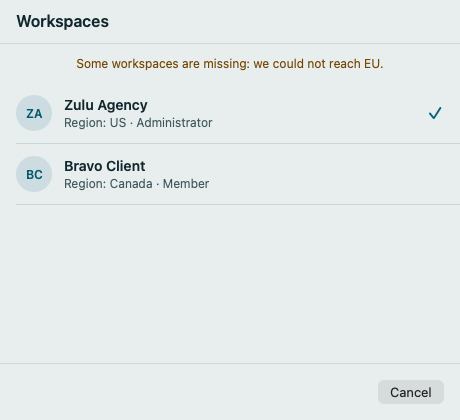 Workspaces
Some workspaces are missing: we could not reach EU.
ZA
Zulu Agency
Region: US · Administrator
BC
Bravo Client
Region: Canada · Member
Cancel